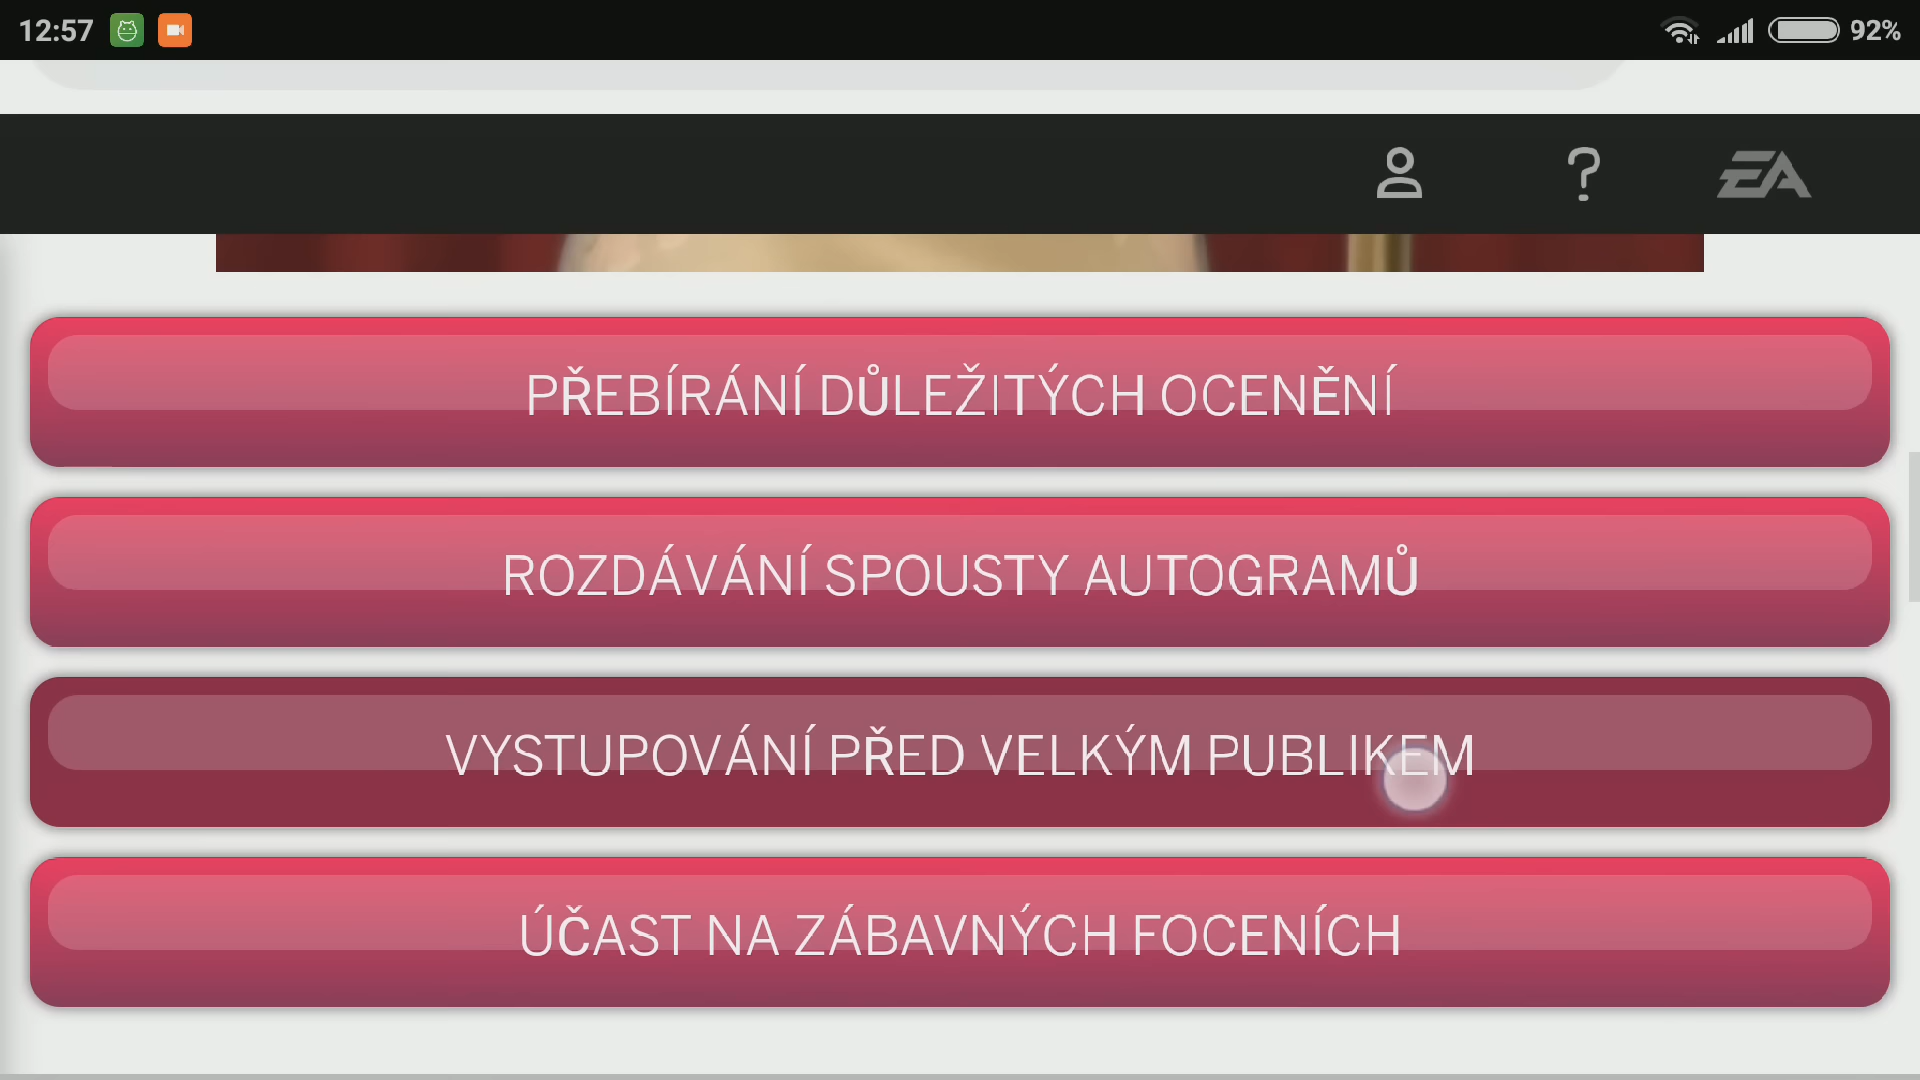 12:57
92%
EA
PŘEBÍRÁNÍ DŮLEŽITÝCH OCENĚNÍ
ROZDÁVÁNÍ SPOUSTY AUTOGRAMŮ
VYSTUPOVÁNÍ PŘED VELKÝM PUBLIKEM
ÚČAST NA ZÁBAVNÝCH FOCENÍCH